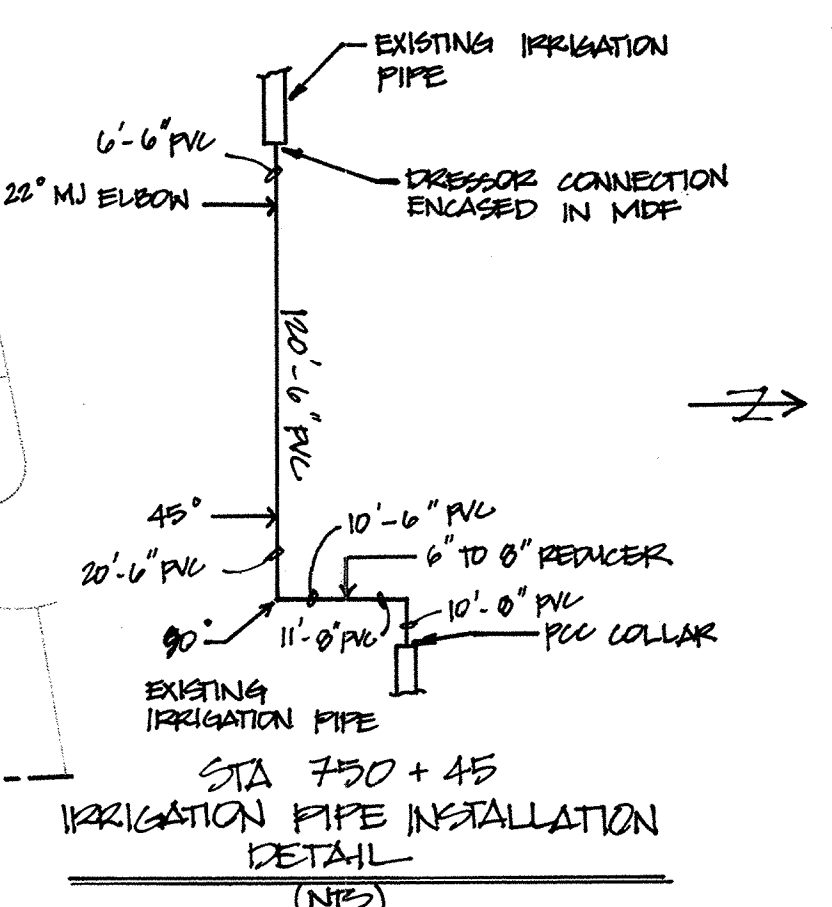 EXISTING IRRIGATION
PIPE
6'-6" PVC
22° MJ ELBOW
DRESSOR CONNECTION
ENCASED IN MDF
120'-6" PVC
N
45°
10'-6" PVC
20'-6" PVC
6" TO 8" REDUCER
10'-8" PVC
90°
11'-8" PVC
PCC COLLAR
EXISTING
IRRIGATION PIPE
STA 750 + 45
IRRIGATION PIPE INSTALLATION
DETAIL
(NTS)